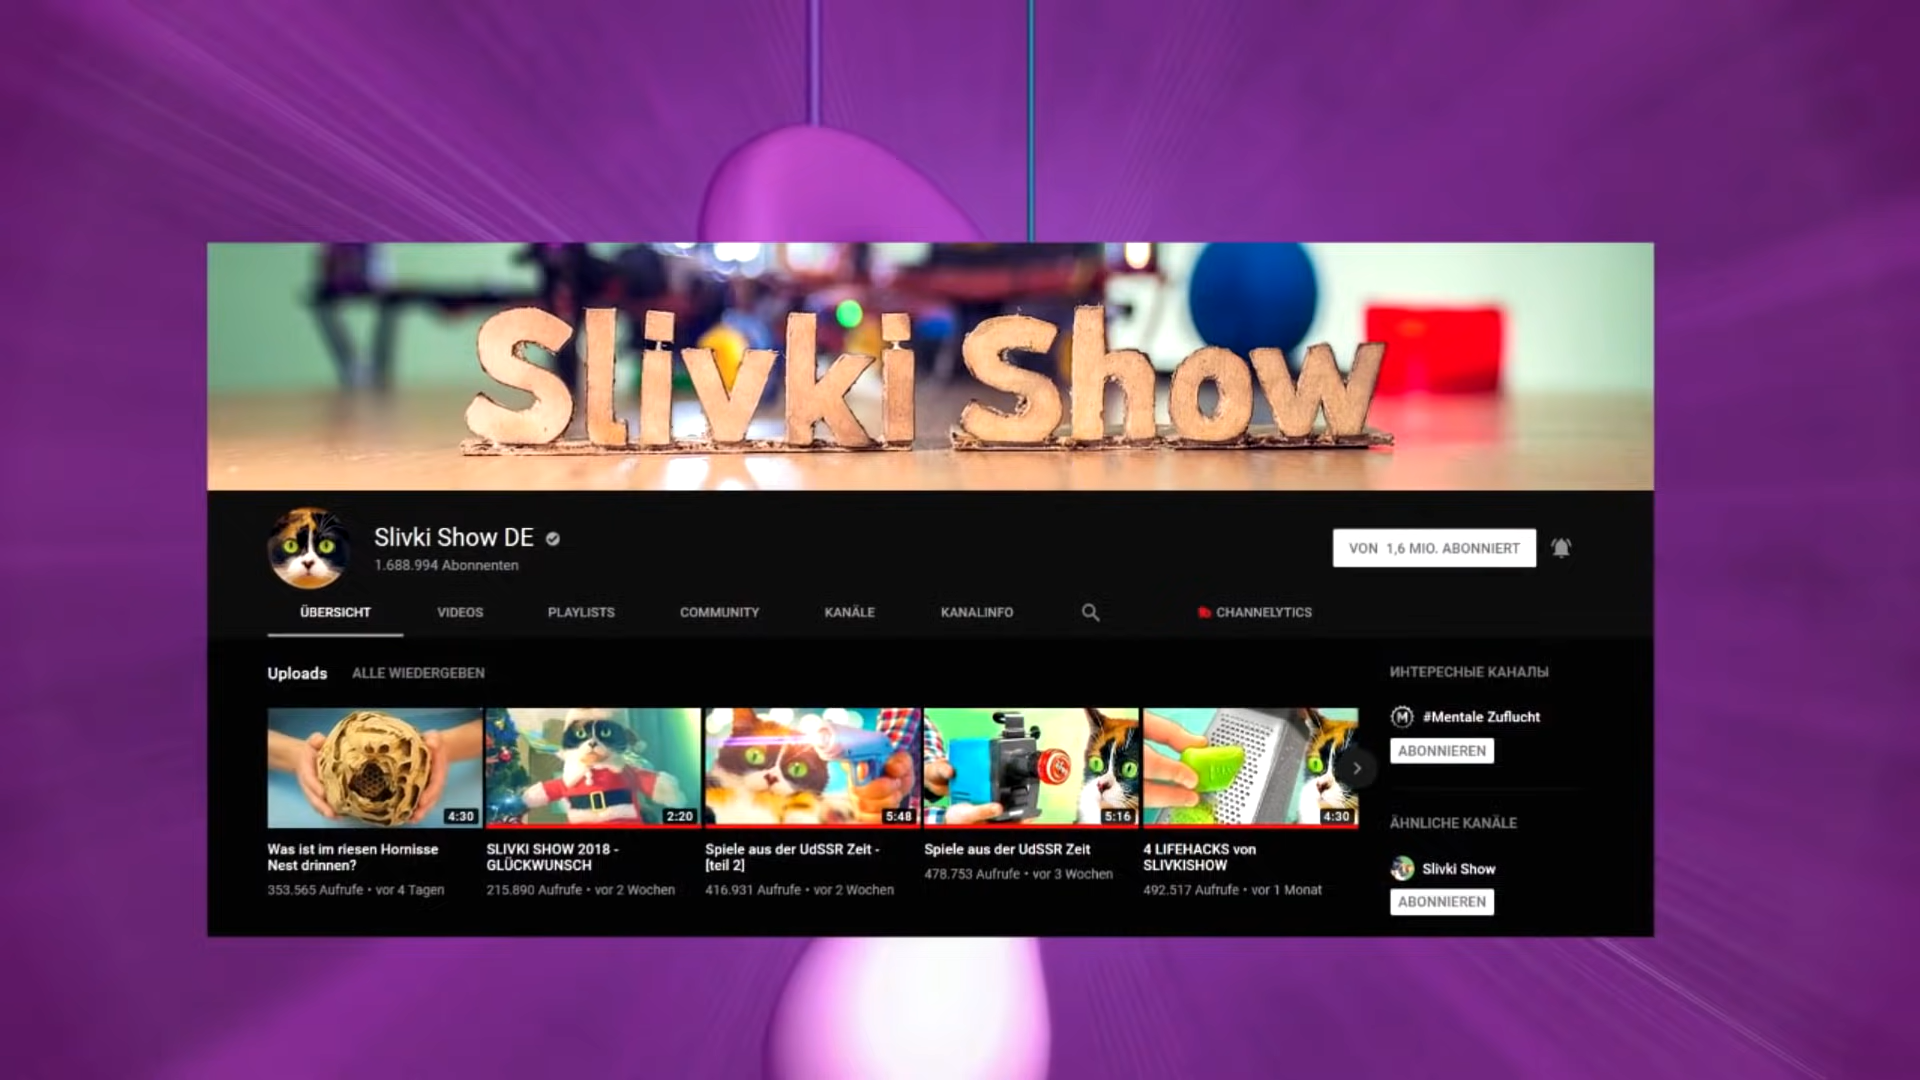 Slivki Show
Slivki Show DE
1.688.994 Abonnenten
VON 1,6 MIO. ABONNIERT
ÜBERSICHT
VIDEOS
PLAYLISTS
COMMUNITY
KANÄLE
KANALINFO
CHANNELYTICS
Uploads
ALLE WIEDERGEBEN
4:30
Was ist im riesen Hornisse
Nest drinnen?
353.565 Aufrufe • vor 4 Tagen
2:20
SLIVKI SHOW 2018 -
GLÜCKWUNSCH
215.890 Aufrufe • vor 2 Wochen
5:48
Spiele aus der UdSSR Zeit -
[teil 2]
416.931 Aufrufe • vor 2 Wochen
5:16
Spiele aus der UdSSR Zeit
478.753 Aufrufe • vor 3 Wochen
4:30
4 LIFEHACKS von
SLIVKISHOW
492.517 Aufrufe • vor 1 Monat
ИНТЕРЕСНЫЕ КАНАЛЫ
M
#Mentale Zuflucht
ABONNIEREN
ÄHNLICHE KANÄLE
Slivki Show
ABONNIEREN